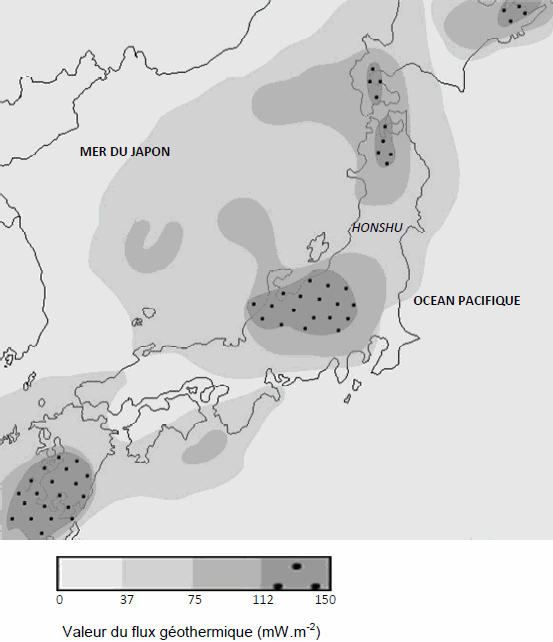 MER DU JAPON
HONSHU
OCEAN PACIFIQUE
0 37 75 112 150
Valeur du flux géothermique (mW.m-2)